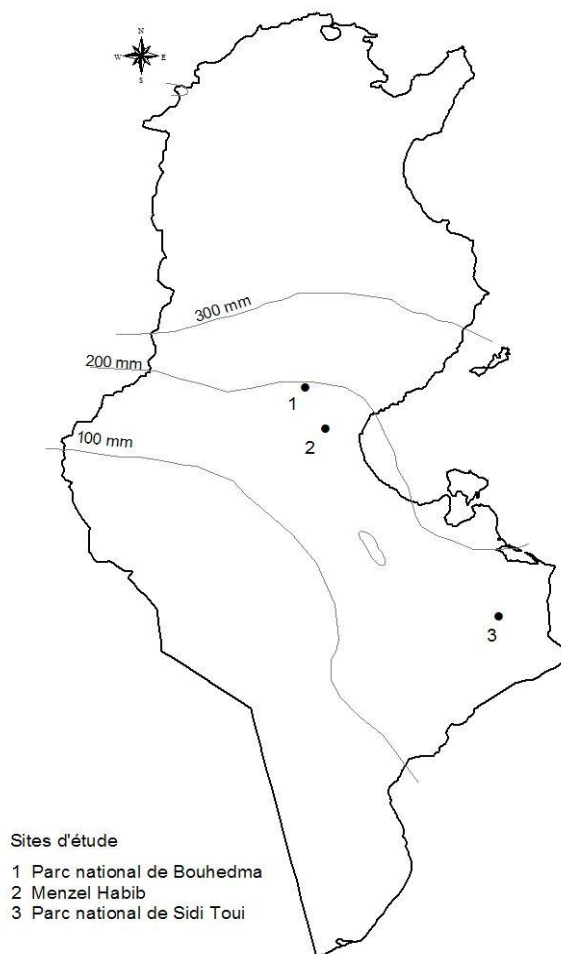 N
W E
S
300 mm
200 mm
1
2
100 mm
3
Sites d'étude
1 Parc national de Bouhedma
2 Menzel Habib
3 Parc national de Sidi Toui